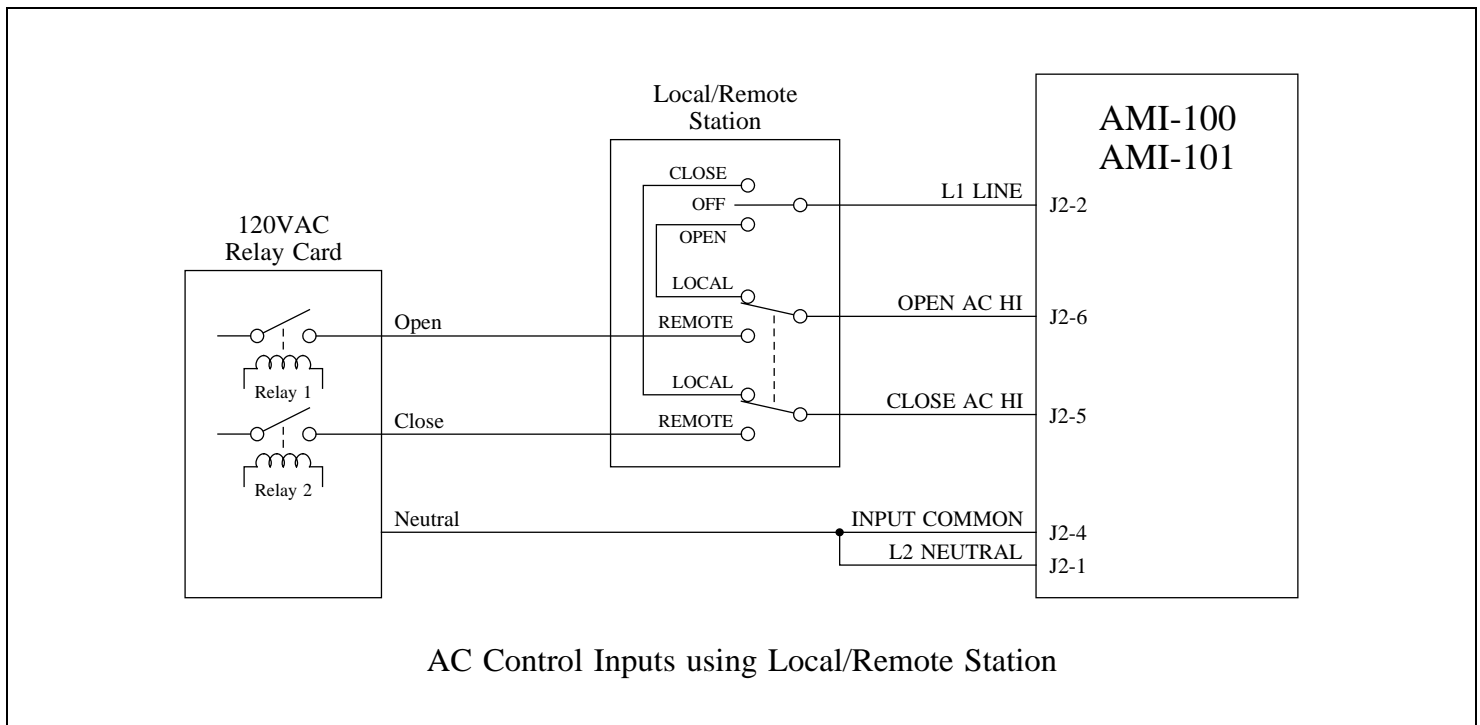 Local/Remote
Station
AMI-100
AMI-101
CLOSE
OFF
OPEN
L1 LINE
J2-2
120VAC
Relay Card
LOCAL
OPEN AC HI
J2-6
Open
REMOTE
Relay 1
LOCAL
CLOSE AC HI
J2-5
Close
REMOTE
Relay 2
Neutral
INPUT COMMON
J2-4
L2 NEUTRAL
J2-1
AC Control Inputs using Local/Remote Station